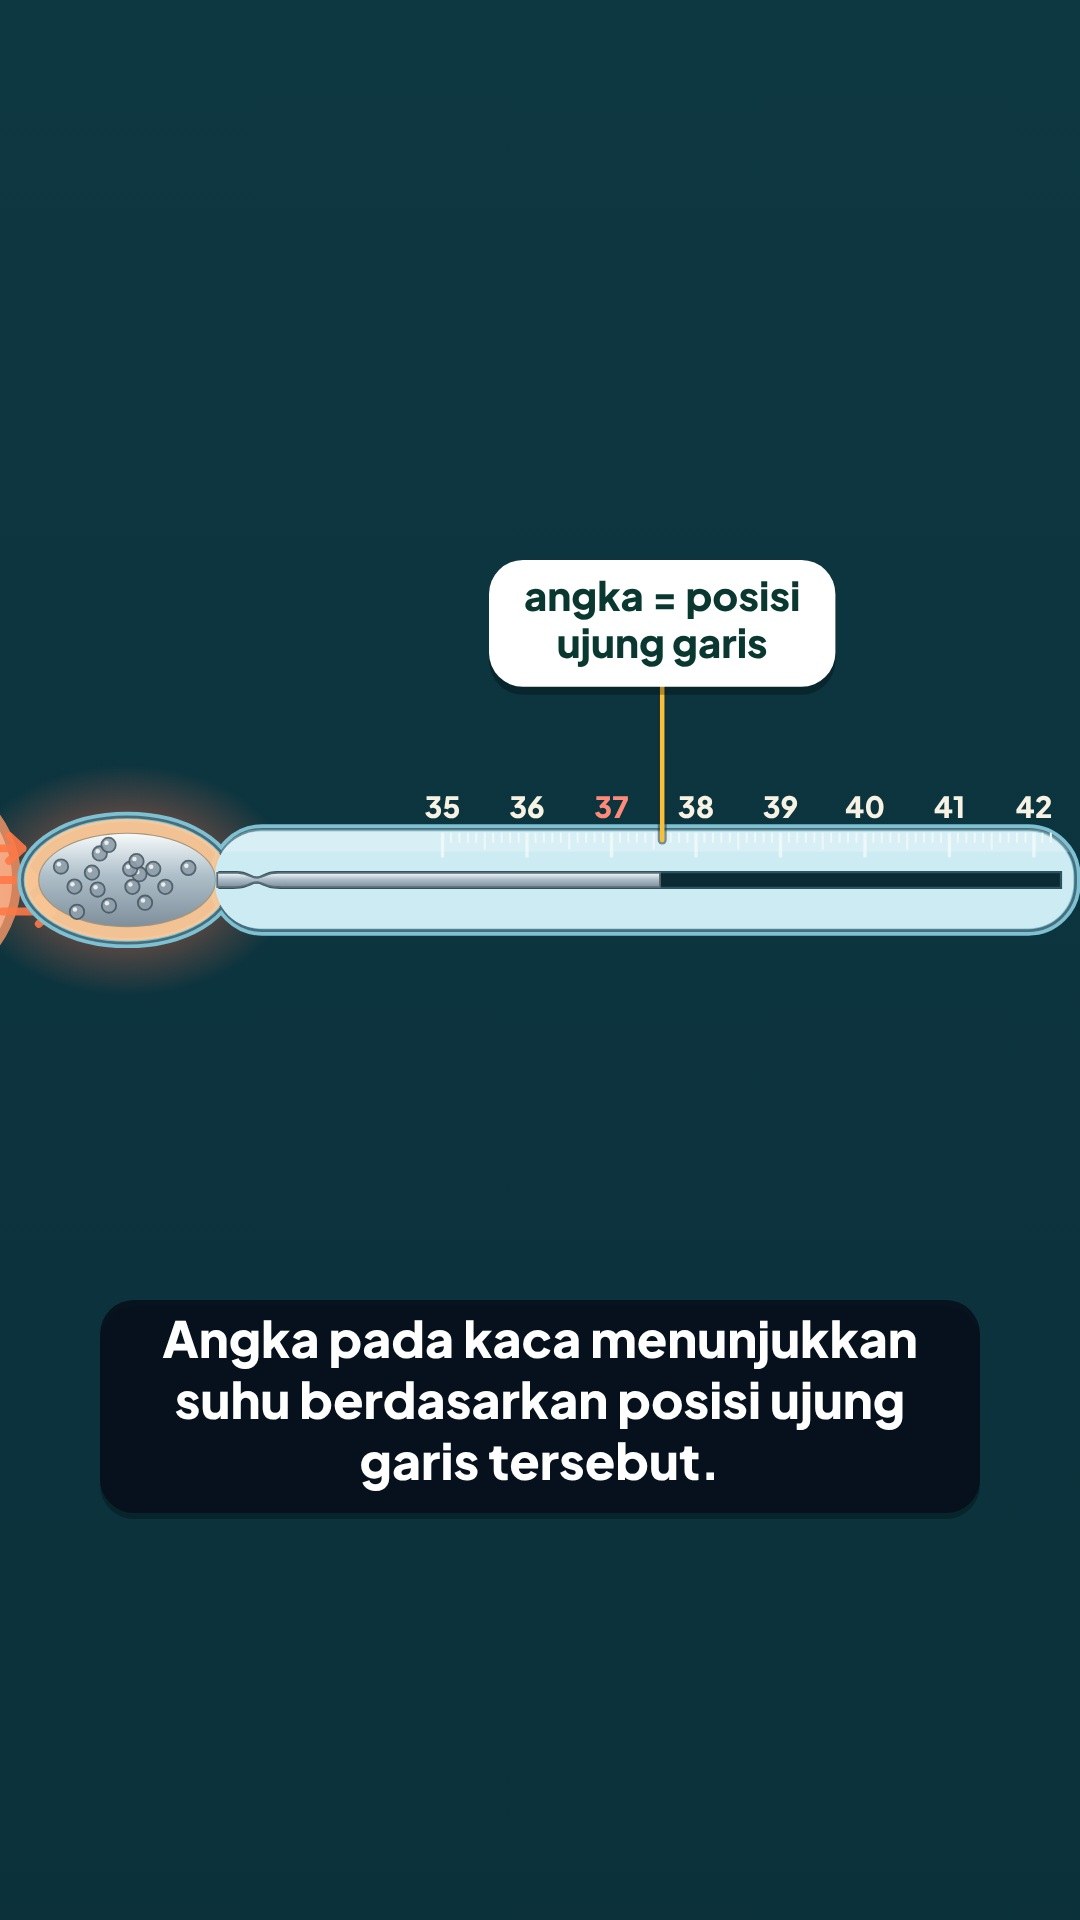 angka = posisi
ujung garis
35 36 37 38 39 40 41 42
Angka pada kaca menunjukkan
suhu berdasarkan posisi ujung
garis tersebut.